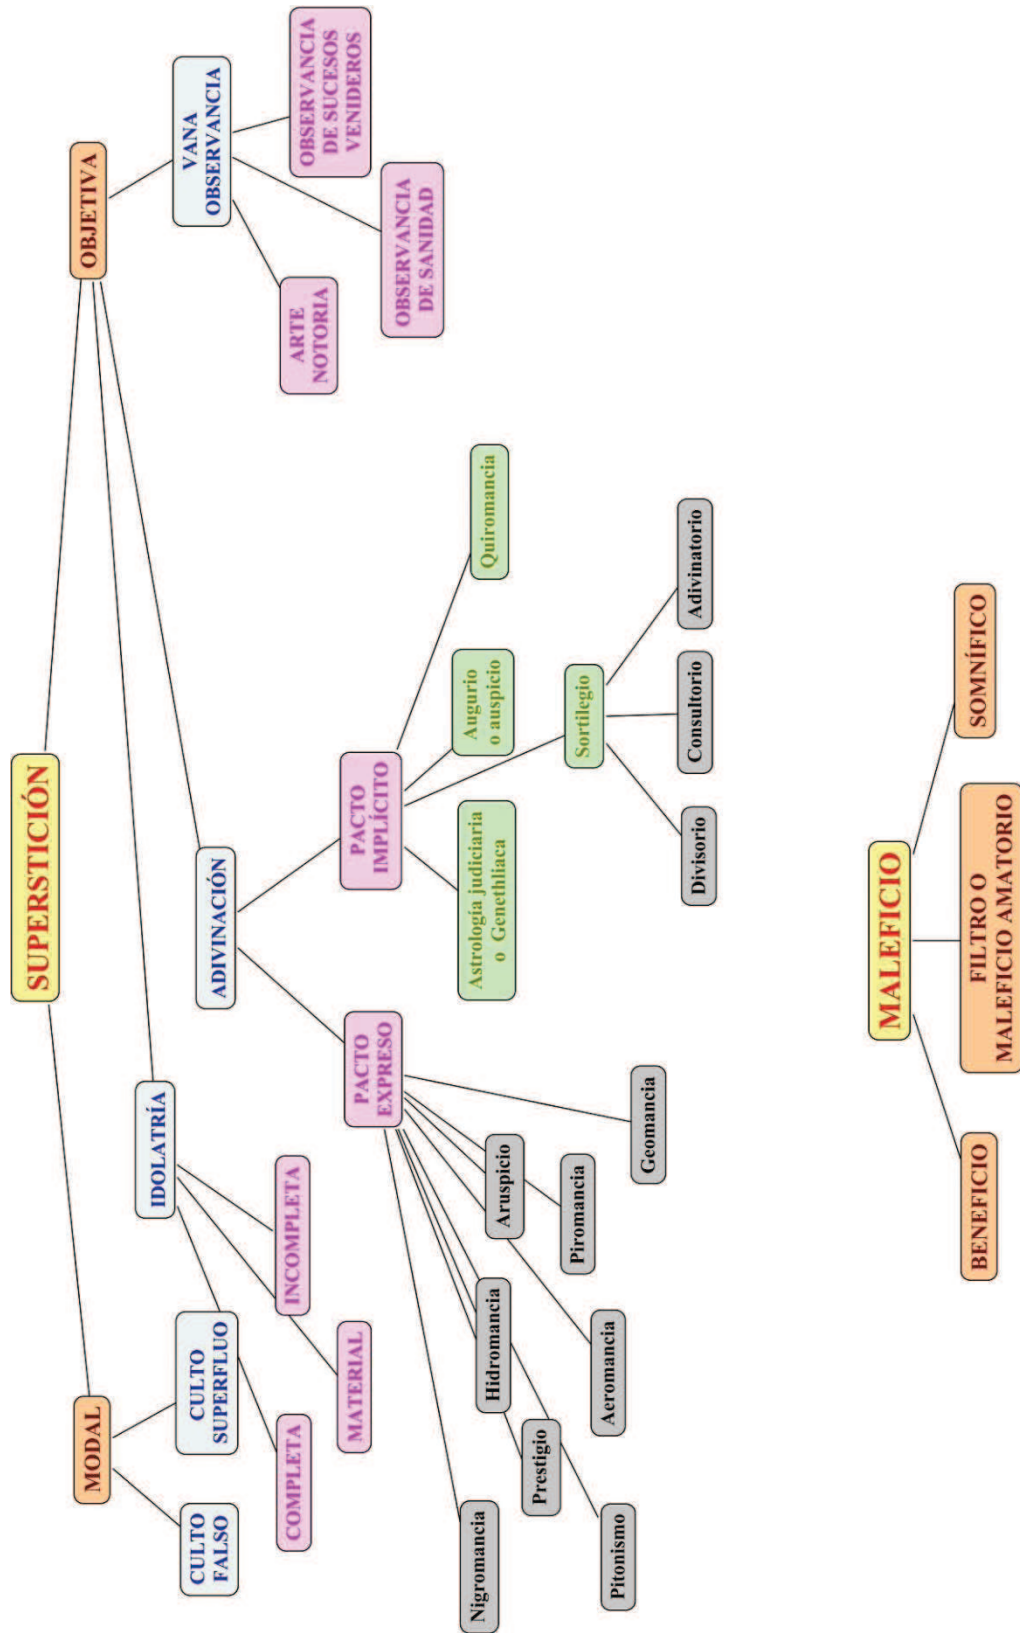 SUPERSTICIÓN
MODAL
OBJETIVA
CULTO
FALSO
CULTO
SUPERFLUO
IDOLATRÍA
ADIVINACIÓN
VANA
OBSERVANCIA
COMPLETA
MATERIAL
INCOMPLETA
ARTE
NOTORIA
OBSERVANCIA
DE SANIDAD
OBSERVANCIA
DE SUCESOS
VENIDEROS
PACTO
EXPRESO
PACTO
IMPLÍCITO
Nigromancia
Pitonismo
Prestigio
Hidromancia
Aeromancia
Aruspicio
Piromancia
Geomancia
Astrología judiciaria
o Genethliaca
Augurio
o auspicio
Sortilegio
Quiromancia
Divisorio
Consultorio
Adivinatorio
MALEFICIO
BENEFICIO
FILTRO O
MALEFICIO AMATORIO
SOMNÍFICO